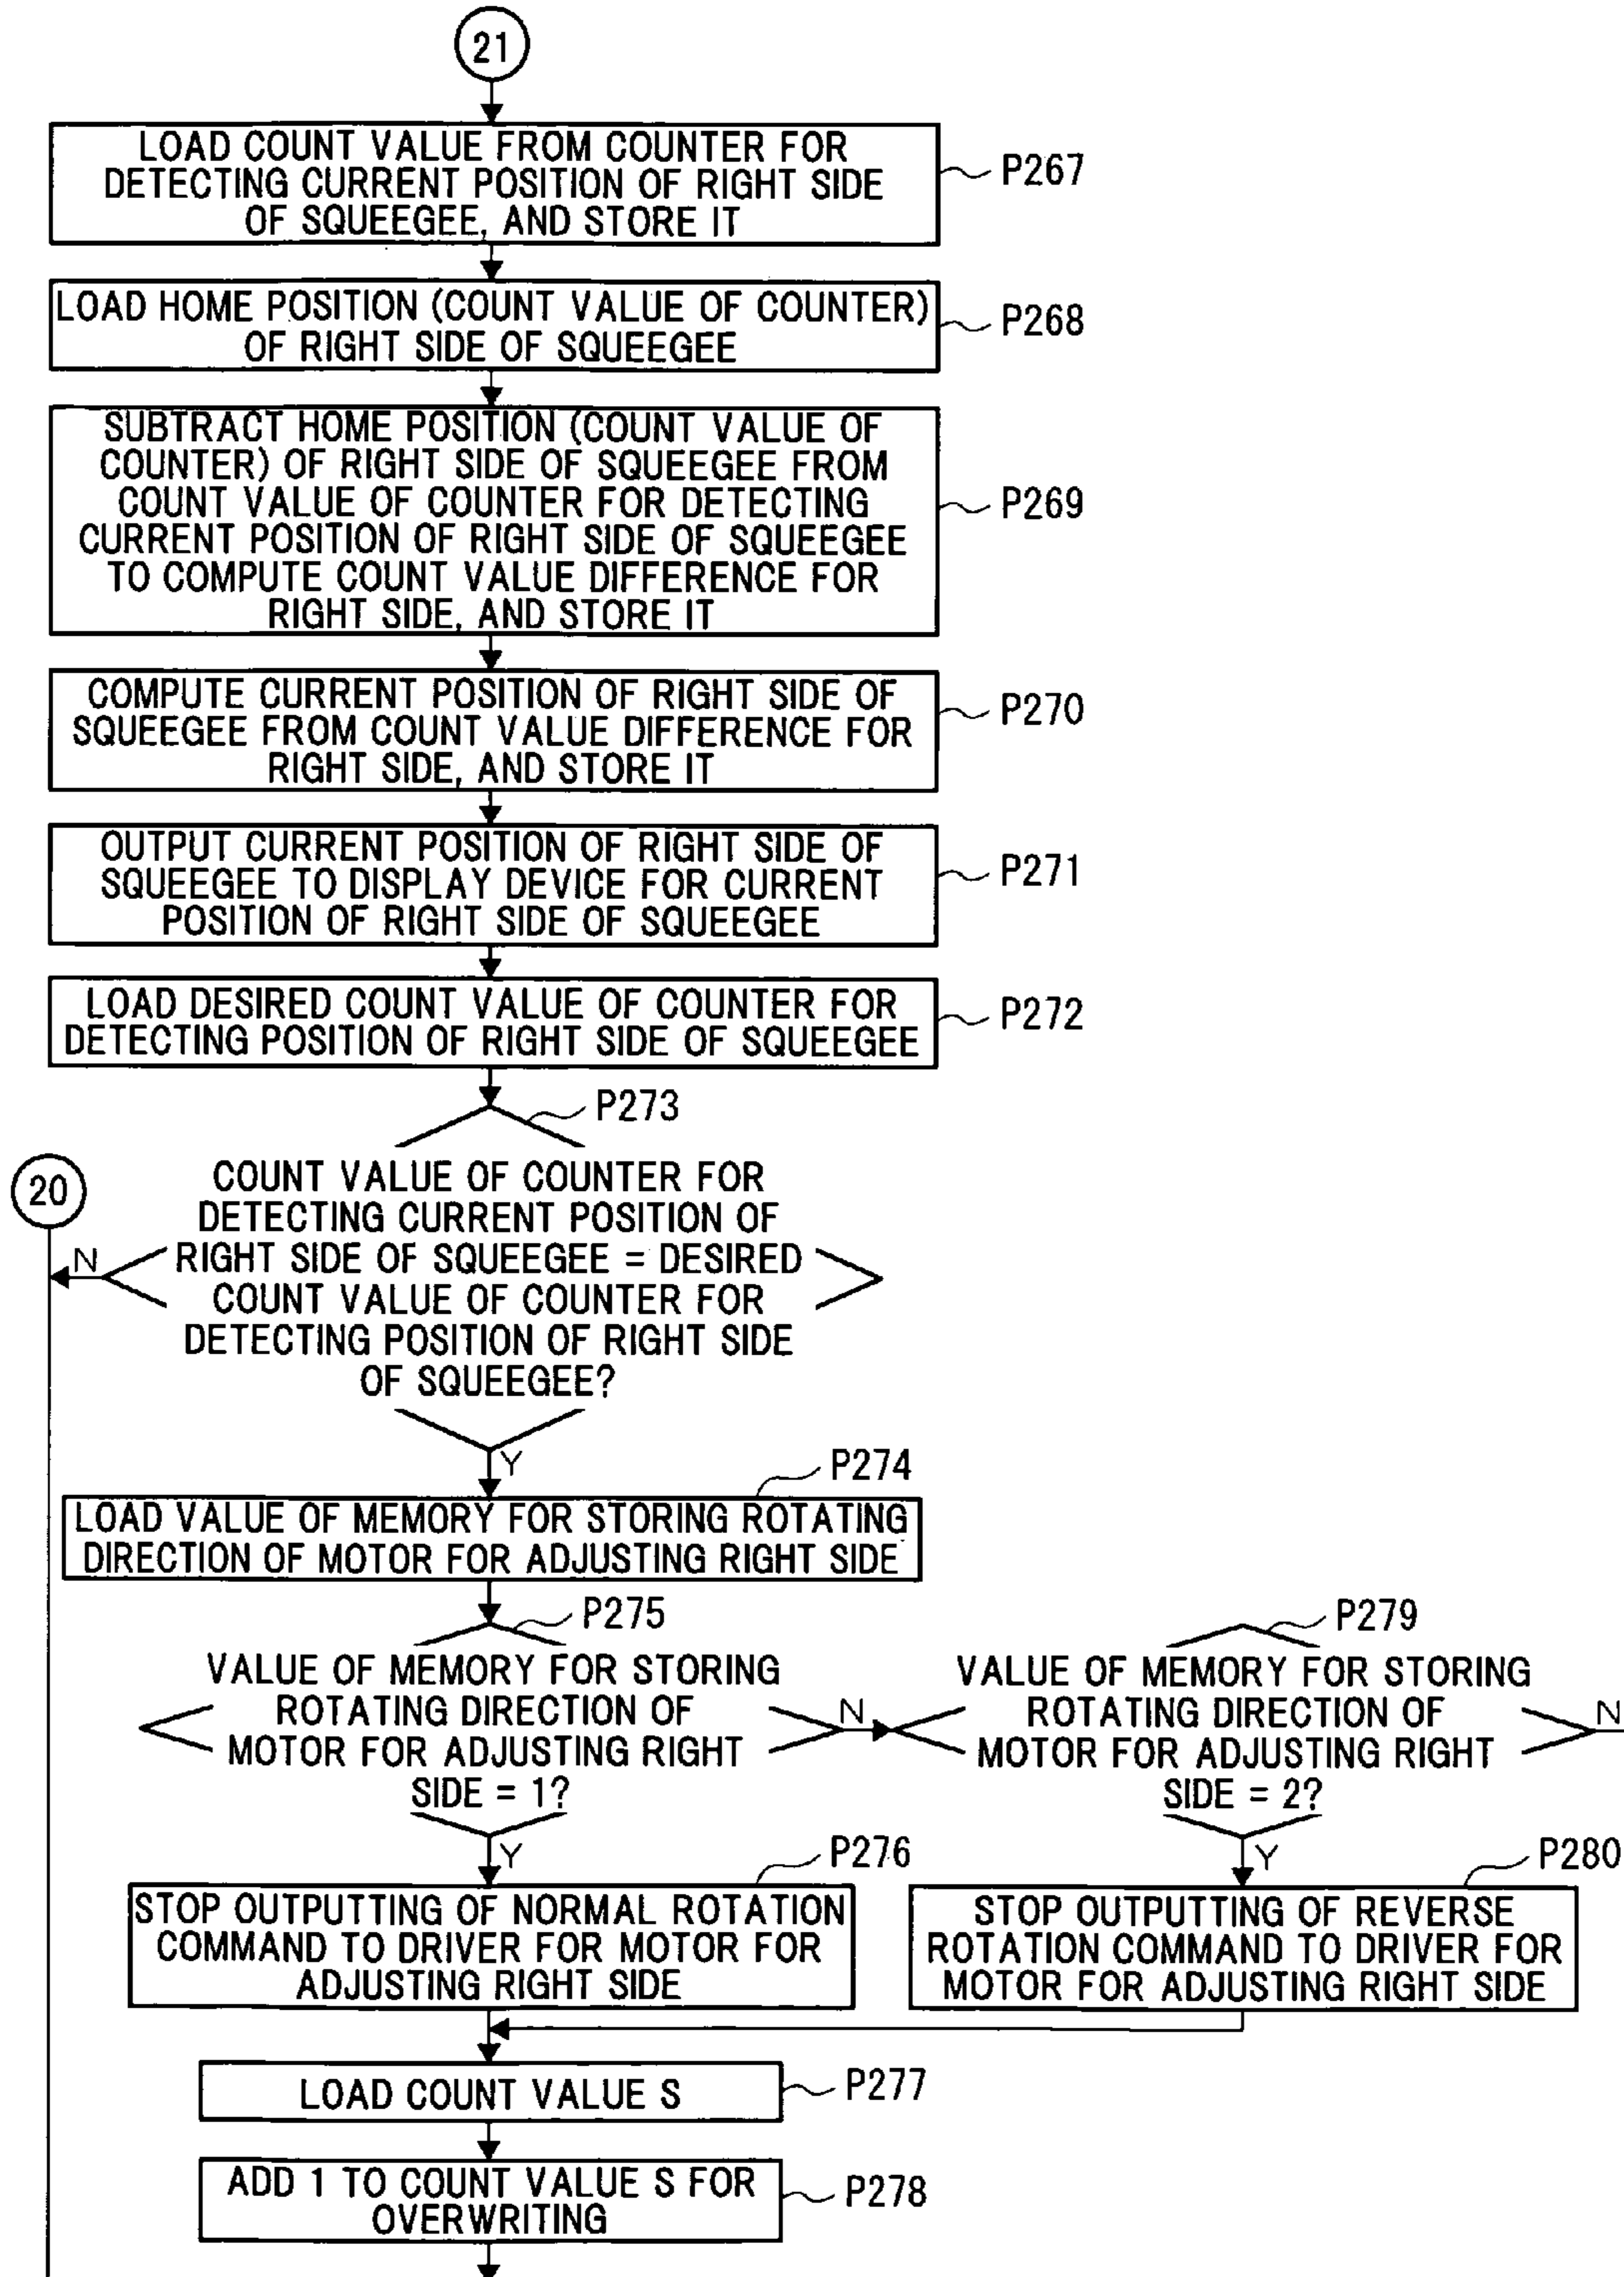 21
LOAD COUNT VALUE FROM COUNTER FOR
DETECTING CURRENT POSITION OF RIGHT SIDE
OF SQUEEGEE, AND STORE IT
P267
LOAD HOME POSITION (COUNT VALUE OF COUNTER)
OF RIGHT SIDE OF SQUEEGEE
P268
SUBTRACT HOME POSITION (COUNT VALUE OF
COUNTER) OF RIGHT SIDE OF SQUEEGEE FROM
COUNT VALUE OF COUNTER FOR DETECTING
CURRENT POSITION OF RIGHT SIDE OF SQUEEGEE
TO COMPUTE COUNT VALUE DIFFERENCE FOR
RIGHT SIDE, AND STORE IT
P269
COMPUTE CURRENT POSITION OF RIGHT SIDE OF
SQUEEGEE FROM COUNT VALUE DIFFERENCE FOR
RIGHT SIDE, AND STORE IT
P270
OUTPUT CURRENT POSITION OF RIGHT SIDE OF
SQUEEGEE TO DISPLAY DEVICE FOR CURRENT
POSITION OF RIGHT SIDE OF SQUEEGEE
P271
LOAD DESIRED COUNT VALUE OF COUNTER FOR
DETECTING POSITION OF RIGHT SIDE OF SQUEEGEE
P272
P273
20
N
COUNT VALUE OF COUNTER FOR
DETECTING CURRENT POSITION OF
RIGHT SIDE OF SQUEEGEE = DESIRED
COUNT VALUE OF COUNTER FOR
DETECTING POSITION OF RIGHT SIDE
OF SQUEEGEE?
Y
P274
LOAD VALUE OF MEMORY FOR STORING ROTATING
DIRECTION OF MOTOR FOR ADJUSTING RIGHT SIDE
P275
VALUE OF MEMORY FOR STORING
ROTATING DIRECTION OF
MOTOR FOR ADJUSTING RIGHT
SIDE = 1?
N
Y
P279
VALUE OF MEMORY FOR STORING
ROTATING DIRECTION OF
MOTOR FOR ADJUSTING RIGHT
SIDE = 2?
N
Y
P276
STOP OUTPUTTING OF NORMAL ROTATION
COMMAND TO DRIVER FOR MOTOR FOR
ADJUSTING RIGHT SIDE
P280
STOP OUTPUTTING OF REVERSE
ROTATION COMMAND TO DRIVER FOR
MOTOR FOR ADJUSTING RIGHT SIDE
LOAD COUNT VALUE S
P277
ADD 1 TO COUNT VALUE S FOR
OVERWRITING
P278